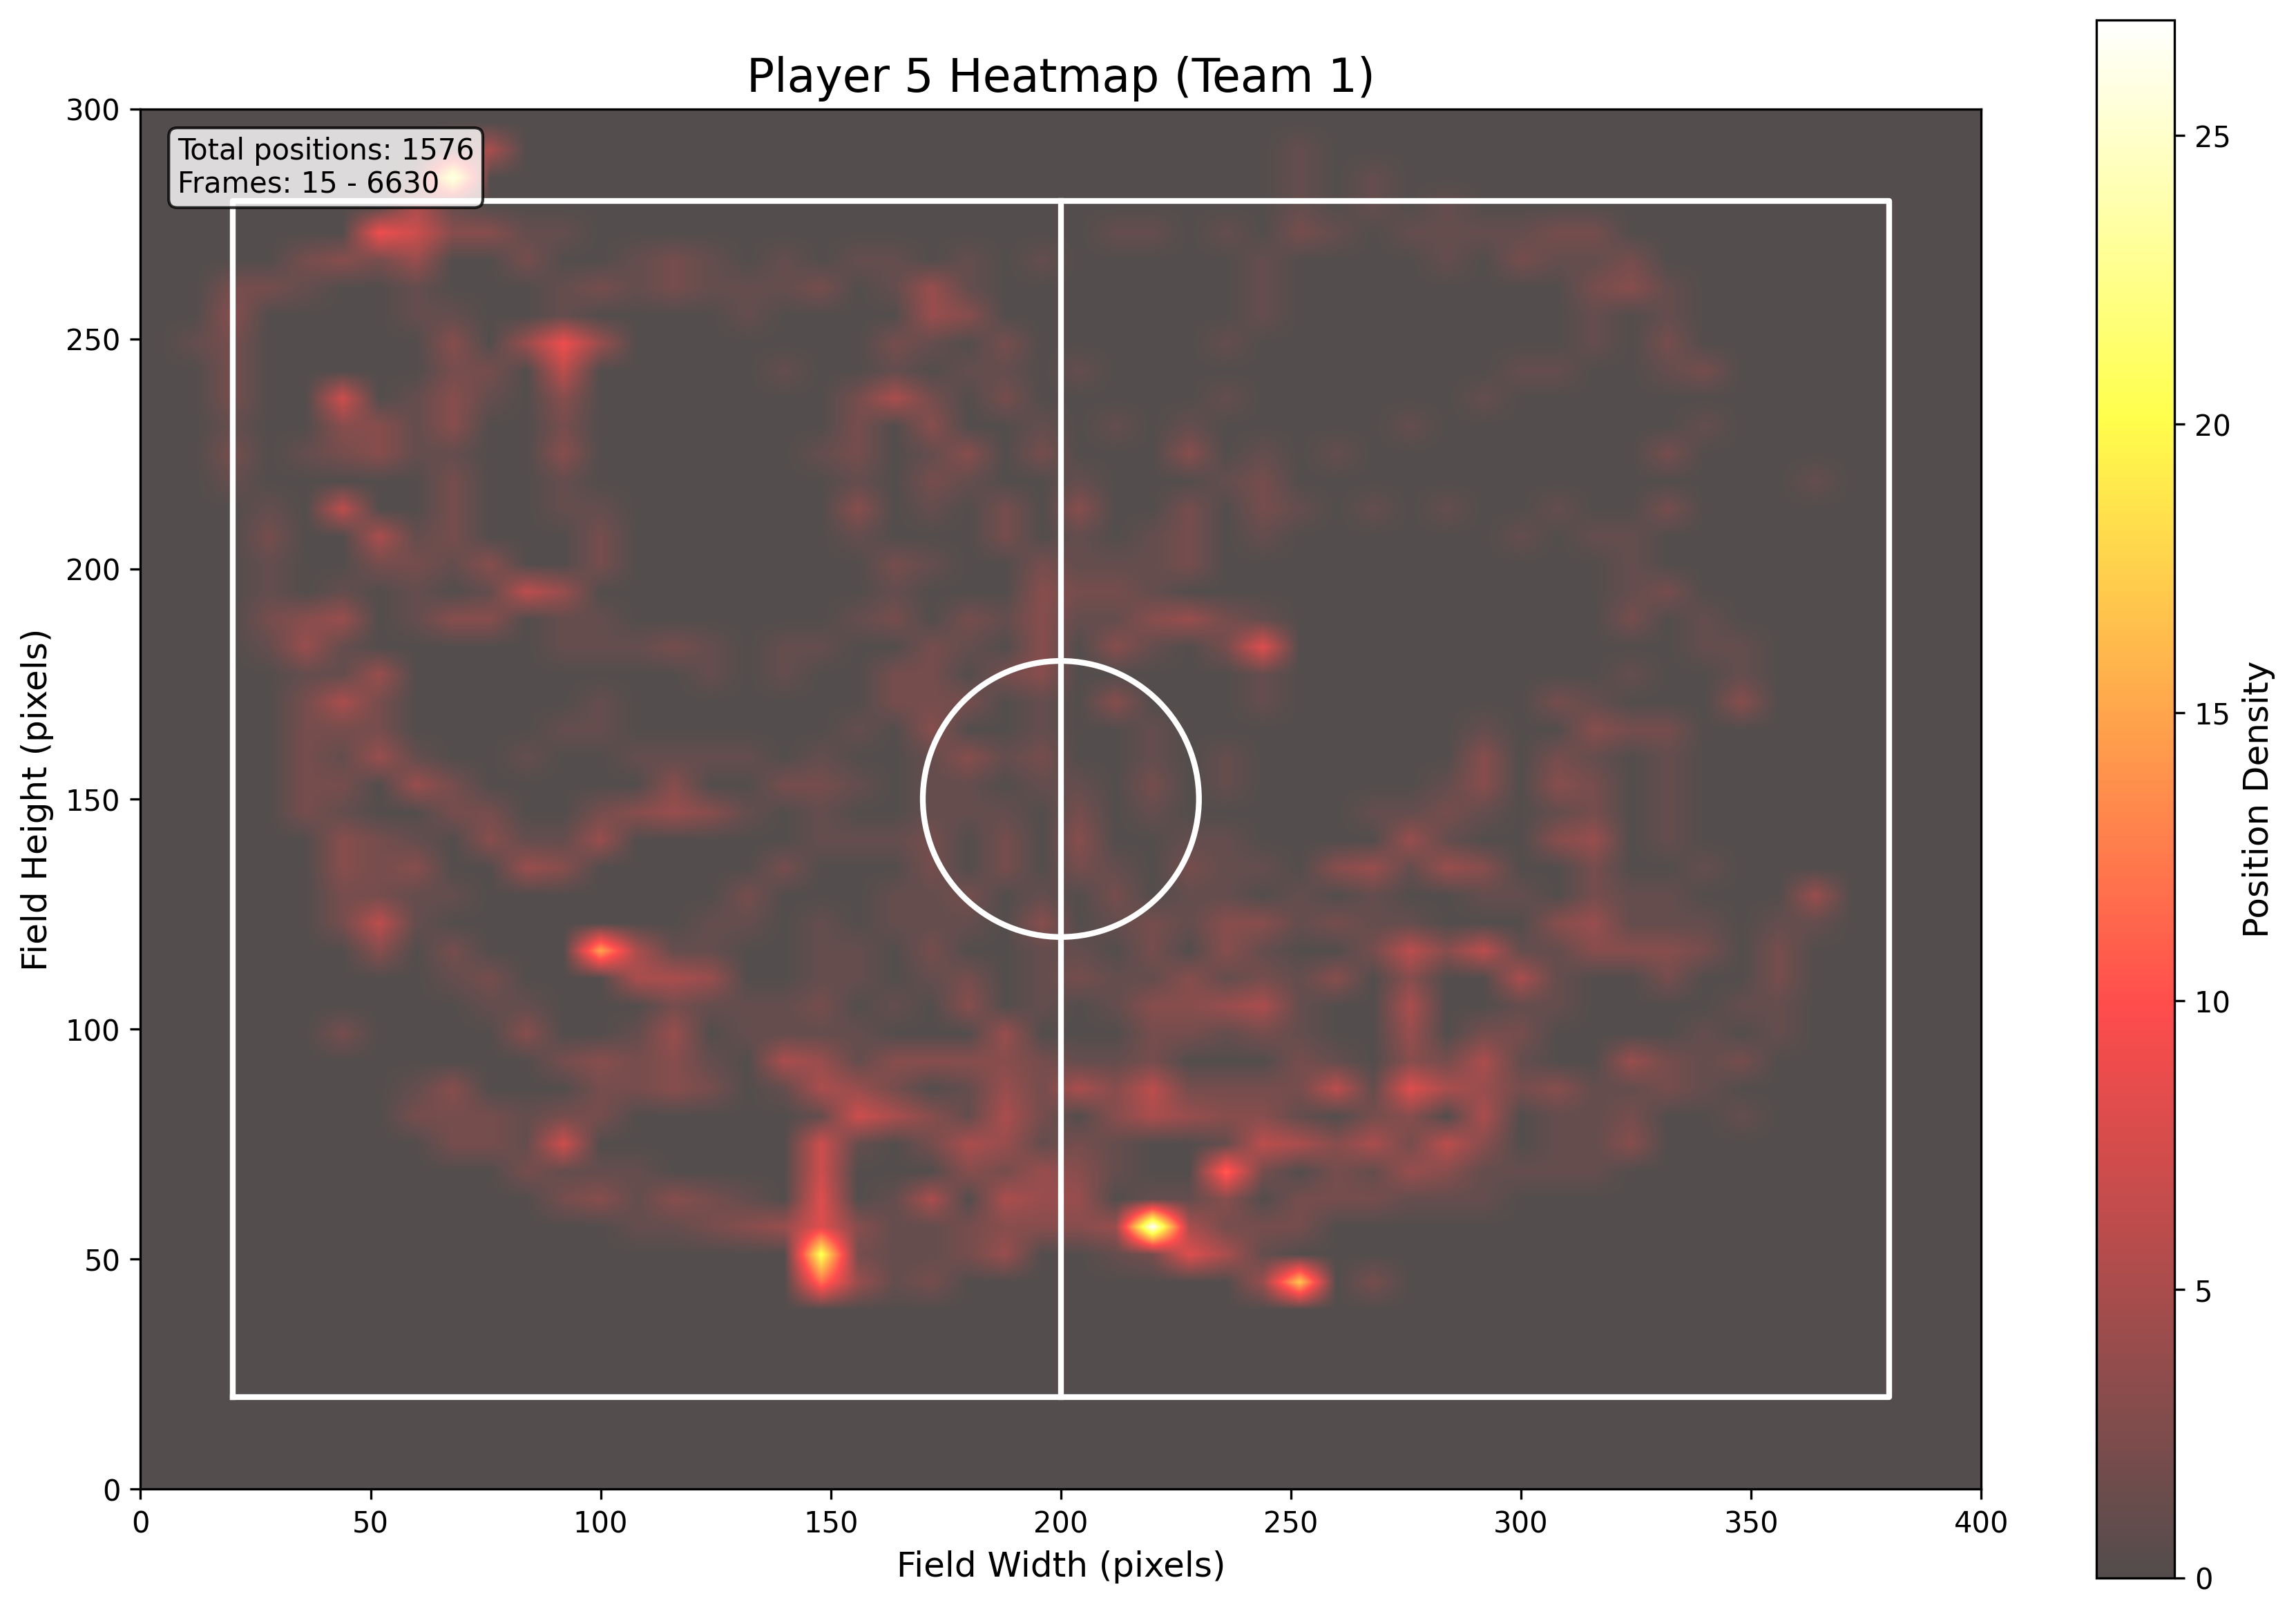 Player 5 Heatmap (Team 1)
Total positions: 1576
Frames: 15 - 6630
300
250
200
150
100
50
0
Field Height (pixels)
0 50 100 150 200 250 300 350 400
Field Width (pixels)
25
20
15
10
5
0
Position Density